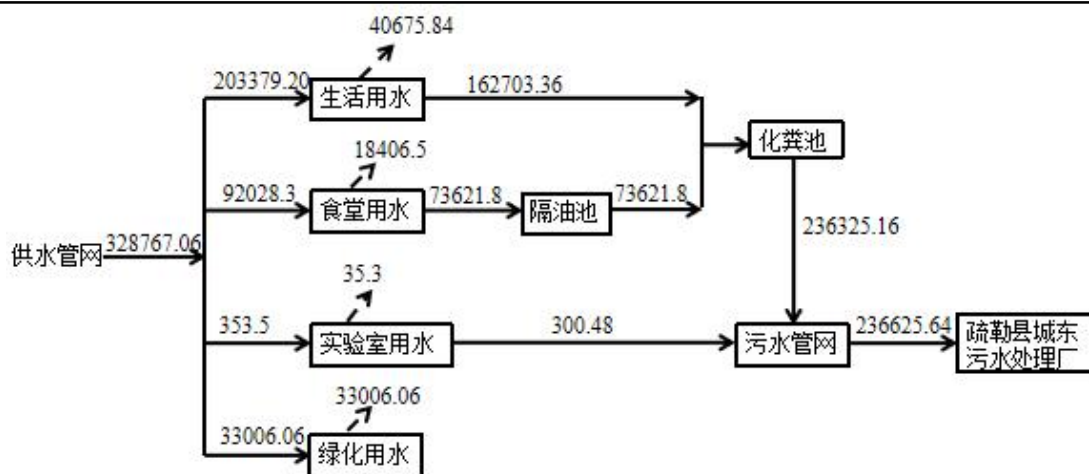 40675.84
203379.20
生活用水
162703.36
化粪池
18406.5
92028.3
食堂用水
73621.8
隔油池
73621.8
236325.16
供水管网
328767.06
35.3
353.5
实验室用水
300.48
污水管网
236625.64
疏勒县城东
污水处理厂
33006.06
33006.06
绿化用水